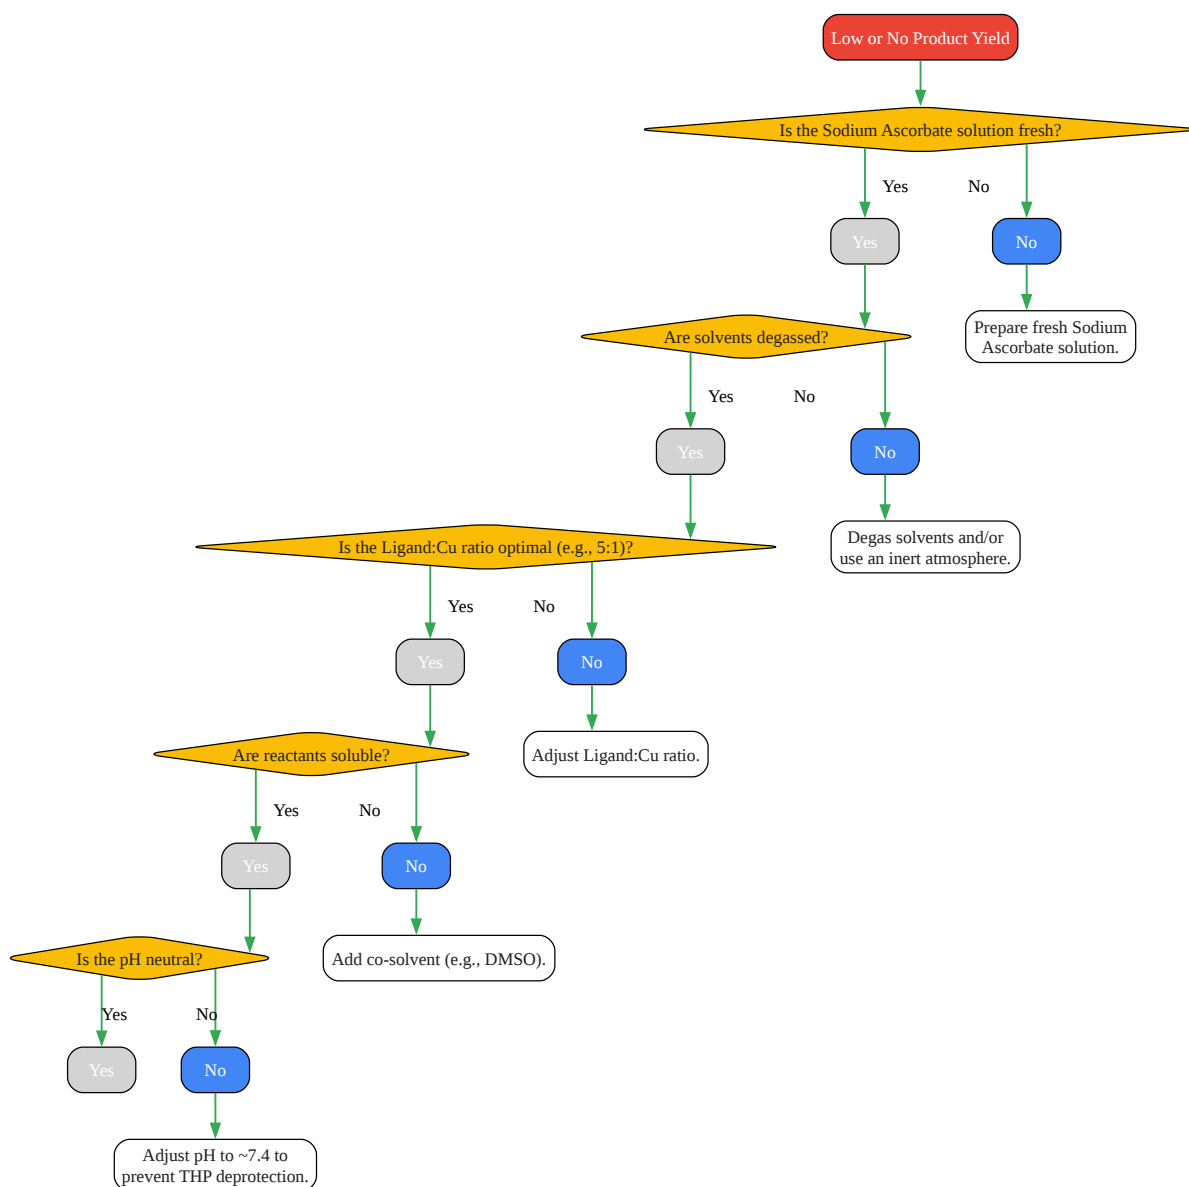 Low or No Product Yield
Is the Sodium Ascorbate solution fresh?
Yes
No
Yes
No
Prepare fresh Sodium
Ascorbate solution.
Are solvents degassed?
Yes
No
Yes
No
Degas solvents and/or
use an inert atmosphere.
Is the Ligand:Cu ratio optimal (e.g., 5:1)?
Yes
No
Yes
No
Adjust Ligand:Cu ratio.
Are reactants soluble?
Yes
No
Yes
No
Add co-solvent (e.g., DMSO).
Is the pH neutral?
Yes
No
Yes
No
Adjust pH to ~7.4 to
prevent THP deprotection.